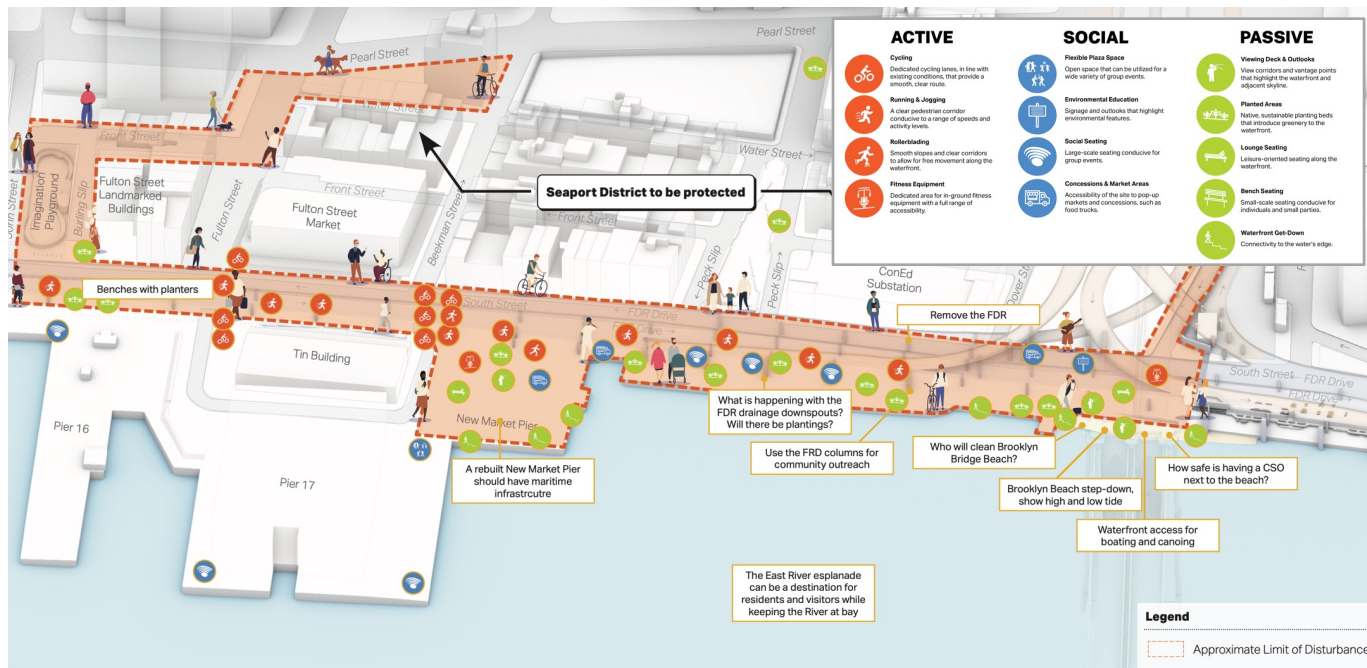 Pearl Street
Pearl Street
Water Street
Front Street
Water Street
Front Street
Front Street
Imagination
Playground
Burling Slip
Fulton Street
Landmarked
Buildings
Fulton Street
Fulton Street
Market
Beekman Street
Peck Slip
Peck Slip
ConEd
Substation
Dover St
South Street
FDR Drive
FDR Drive
South Street
FDR Drive
FDR Drive
Seaport District to be protected
Benches with planters
Tin Building
Pier 16
Pier 17
New Market Pier
Remove the FDR
What is happening with the
FDR drainage downspouts?
Will there be plantings?
Use the FRD columns for
community outreach
A rebuilt New Market Pier
should have maritime
infrastrcutre
Who will clean Brooklyn
Bridge Beach?
How safe is having a CSO
next to the beach?
Brooklyn Beach step-down,
show high and low tide
Waterfront access for
boating and canoing
The East River esplanade
can be a destination for
residents and visitors while
keeping the River at bay
ACTIVE
Cycling
Dedicated cycling lanes, in line with
existing conditions, that provide a
smooth, clear route.
Running & Jogging
A clear pedestrian corridor
conducive to a range of speeds and
activity levels.
Rollerblading
Smooth slopes and clear corridors
to allow for free movement along the
waterfront.
Fitness Equipment
Dedicated area for in-ground fitness
equipment with a full range of
accessibility.
SOCIAL
Flexible Plaza Space
Open space that can be utilized for a
wide variety of group events.
Environmental Education
Signage and outlooks that highlight
environmental features.
Social Seating
Large-scale seating conducive for
group events.
Concessions & Market Areas
Accessibility of the site to pop-up
markets and concessions, such as
food trucks.
PASSIVE
Viewing Deck & Outlooks
View corridors and vantage points
that highlight the waterfront and
adjacent skyline.
Planted Areas
Native, sustainable planting beds
that introduce greenery to the
waterfront.
Lounge Seating
Leisure-oriented seating along the
waterfront.
Bench Seating
Small-scale seating conducive for
individuals and small parties.
Waterfront Get-Down
Connectivity to the water's edge.
Legend
Approximate Limit of Disturbance